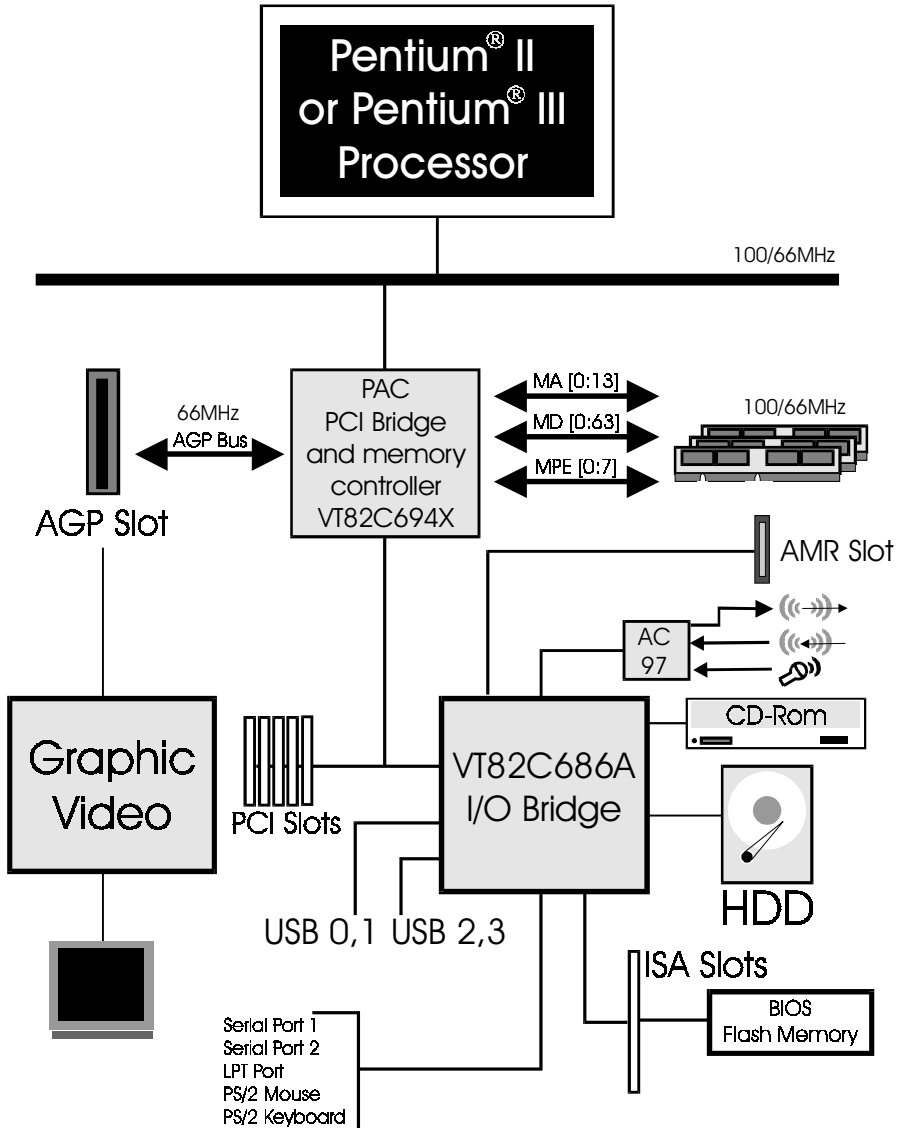 Pentium® II
or Pentium® III
Processor
100/66MHz
PAC
PCI Bridge
and memory
controller
VT82C694X
66MHz
AGP Bus
AGP Slot
MA [0:13]
MD [0:63]
MPE [0:7]
100/66MHz
AMR Slot
AC
97
CD-Rom
Graphic
Video
PCI Slots
VT82C686A
I/O Bridge
HDD
USB 0,1
USB 2,3
ISA Slots
BIOS
Flash Memory
Serial Port 1
Serial Port 2
LPT Port
PS/2 Mouse
PS/2 Keyboard